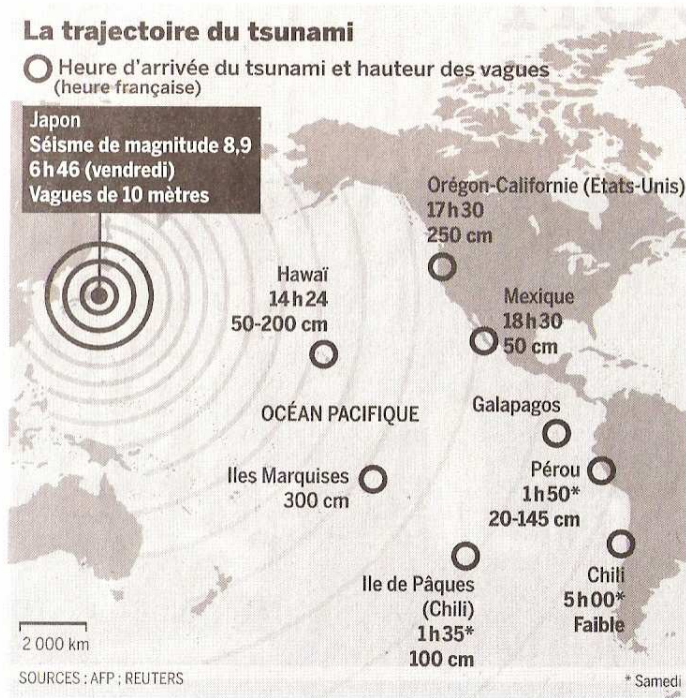 La trajectoire du tsunami
Heure d'arrivée du tsunami et hauteur des vagues
(heure française)
Japon
Séisme de magnitude 8,9
6h46 (vendredi)
Vagues de 10 mètres
Orégon-Californie (Etats-Unis)
17h30
250 cm
Hawaï
14h24
50-200 cm
Mexique
18h30
50 cm
OCÉAN PACIFIQUE
Galapagos
Iles Marquises
300 cm
Pérou
1h50*
20-145 cm
Ile de Pâques
(Chili)
1h35*
100 cm
Chili
5h00*
Faible
2 000 km
SOURCES : AFP ; REUTERS
* Samedi